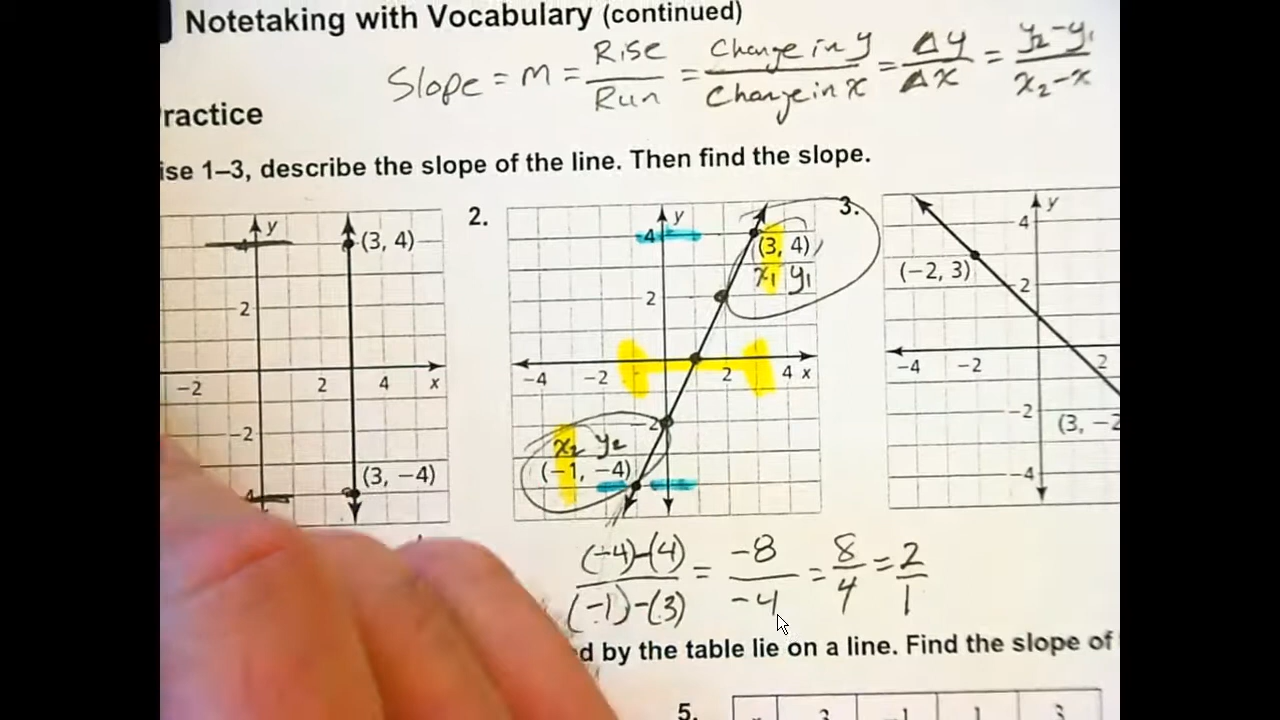 Notetaking with Vocabulary (continued)
Slope = m = Rise / Run = Change in y / Change in x = Δy / Δx = y₂-y₁ / x₂-x
ractice
ise 1–3, describe the slope of the line. Then find the slope.
y
4
(3, 4)
2
-2
2
4
x
-2
(3, -4)
2.
y
4
(3, 4)
x₁ y₁
2
-4
-2
2
4
x
-2
x₂ y₂
(-1, -4)
3.
y
4
(-2, 3)
2
-4
-2
2
-2
(3, -2
-4
(-4)-(4) / (-1)-(3) = -8 / -4 = 8 / 4 = 2 / 1
d by the table lie on a line. Find the slope of
5.